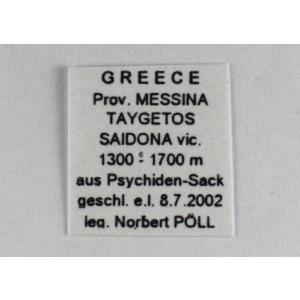 GREECE
Prov. MESSINA
TAYGETOS
SAIDONA vic.
1300 - 1700 m
aus Psychiden-Sack
geschl. e.l. 8.7.2002
leg. Norbert PÖLL